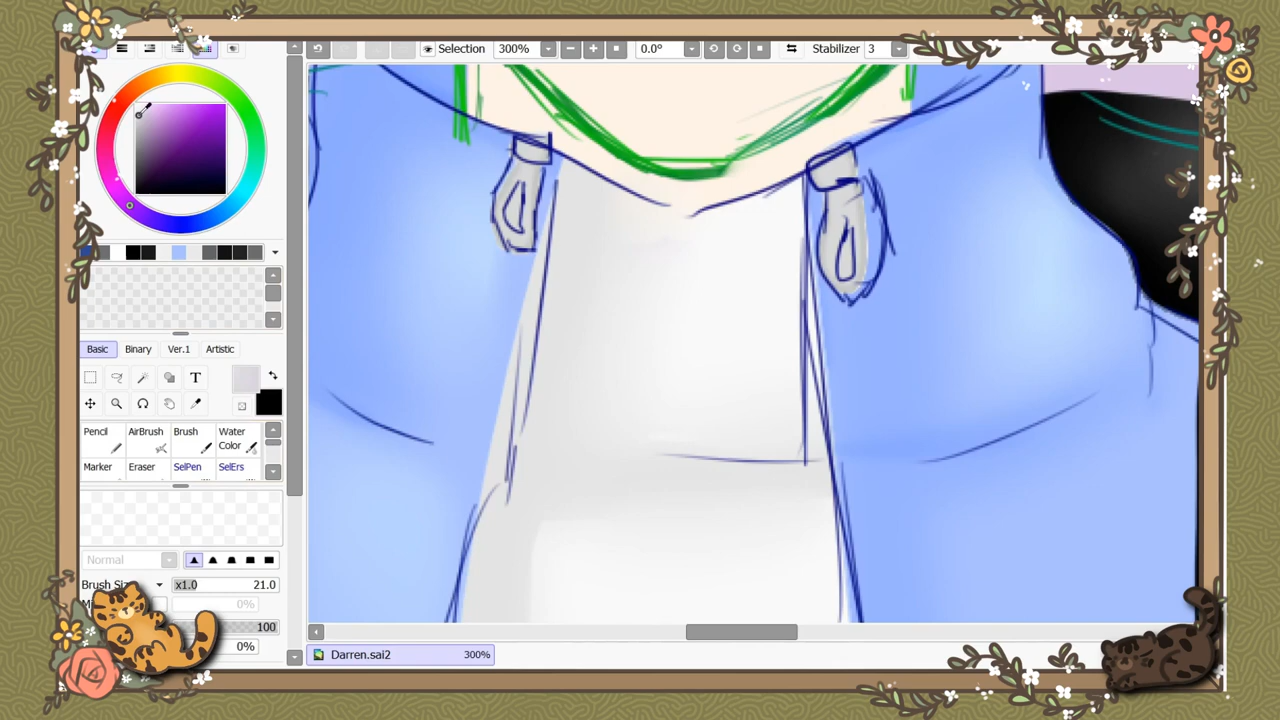 Selection 300% 0.0° Stabilizer 3
Basic Binary Ver.1 Artistic
T
Pencil AirBrush Brush Water Color
Marker Eraser SelPen SelErs
Normal
Brush Siz x1.0 21.0
0%
100
0%
Darren.sai2 300%